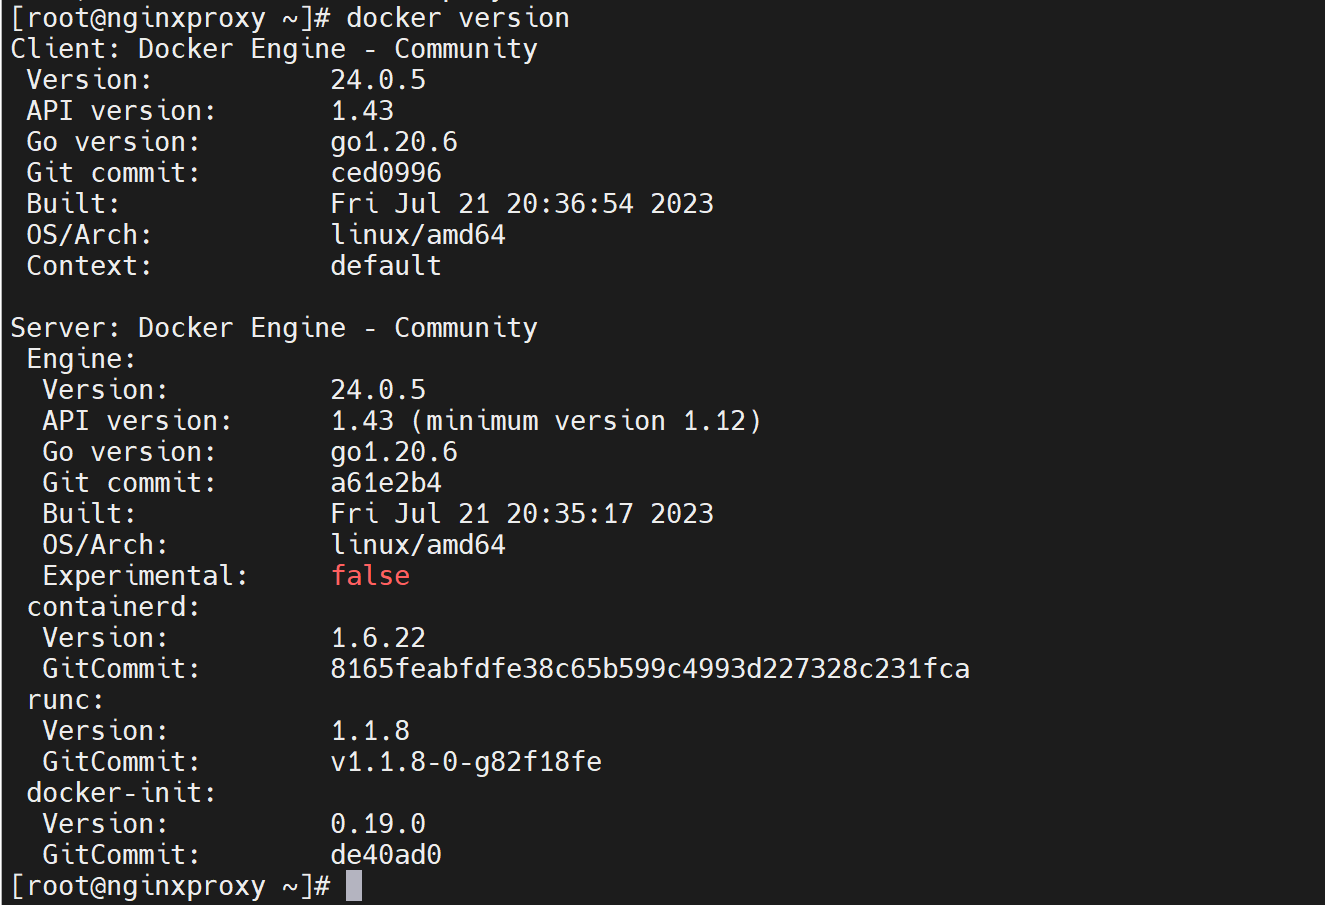 [root@nginxproxy ~]# docker version
Client: Docker Engine - Community
 Version:           24.0.5
 API version:       1.43
 Go version:        go1.20.6
 Git commit:        ced0996
 Built:             Fri Jul 21 20:36:54 2023
 OS/Arch:           linux/amd64
 Context:           default

Server: Docker Engine - Community
 Engine:
  Version:          24.0.5
  API version:      1.43 (minimum version 1.12)
  Go version:       go1.20.6
  Git commit:       a61e2b4
  Built:            Fri Jul 21 20:35:17 2023
  OS/Arch:          linux/amd64
  Experimental:     false
 containerd:
  Version:          1.6.22
  GitCommit:        8165feabfdfe38c65b599c4993d227328c231fca
 runc:
  Version:          1.1.8
  GitCommit:        v1.1.8-0-g82f18fe
 docker-init:
  Version:          0.19.0
  GitCommit:        de40ad0
[root@nginxproxy ~]#